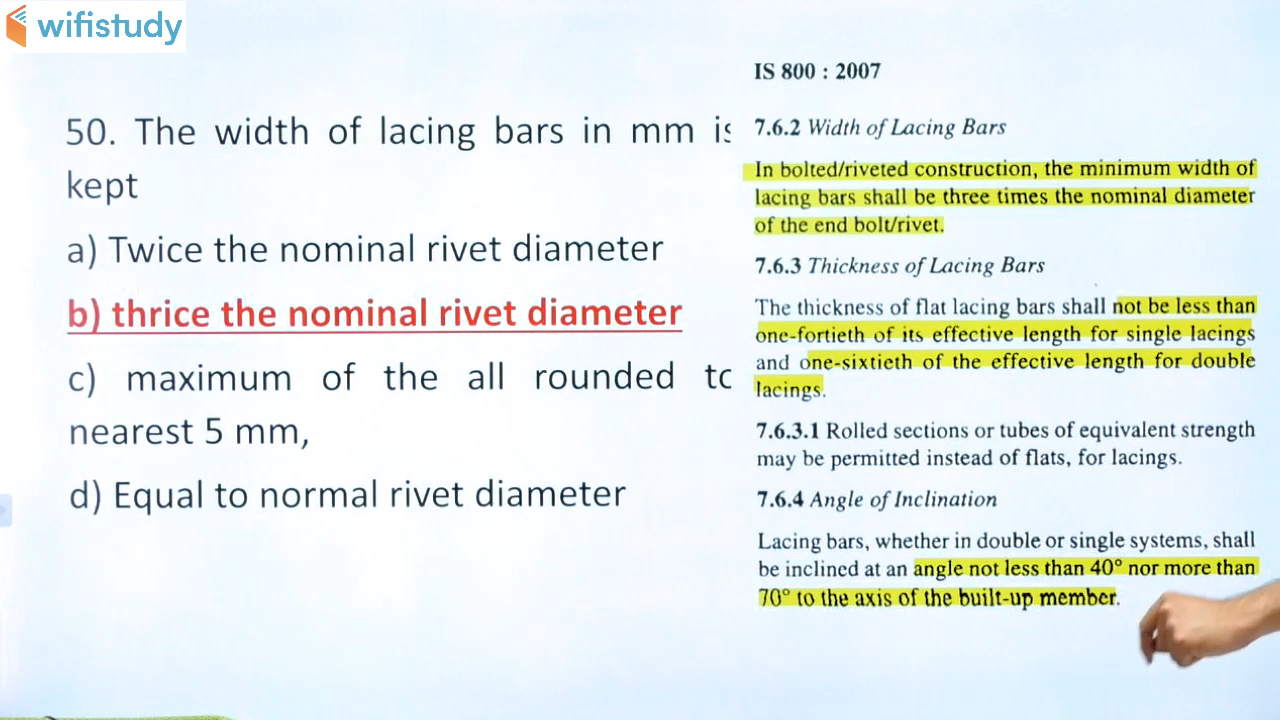 wifistudy
50. The width of lacing bars in mm is
kept
a) Twice the nominal rivet diameter
b) thrice the nominal rivet diameter
c) maximum of the all rounded to
nearest 5 mm,
d) Equal to normal rivet diameter
IS 800 : 2007
7.6.2 Width of Lacing Bars
In bolted/riveted construction, the minimum width of
lacing bars shall be three times the nominal diameter
of the end bolt/rivet.
7.6.3 Thickness of Lacing Bars
The thickness of flat lacing bars shall not be less than
one-fortieth of its effective length for single lacings
and one-sixtieth of the effective length for double
lacings.
7.6.3.1 Rolled sections or tubes of equivalent strength
may be permitted instead of flats, for lacings.
7.6.4 Angle of Inclination
Lacing bars, whether in double or single systems, shall
be inclined at an angle not less than 40° nor more than
70° to the axis of the built-up member.